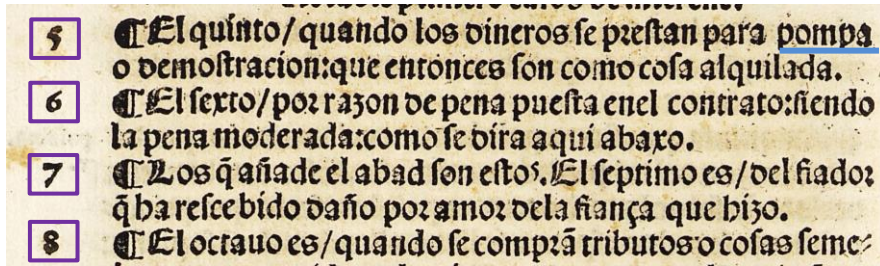 5 ¶ El quinto/quando los dineros se prestan para pompa
o demostracion:que entonces son como cosa alquilada.
6 ¶ El sexto/por razon de pena puesta enel contrato:siendo
la pena moderada:como se dira aqui abaxo.
7 ¶ Los q̃ añade el abad son estos. El septimo es/del fiador
q̃ ha rescebido daño por amor dela fiança que hizo.
8 ¶ El octauo es/quando se comprã tributos o cosas seme-